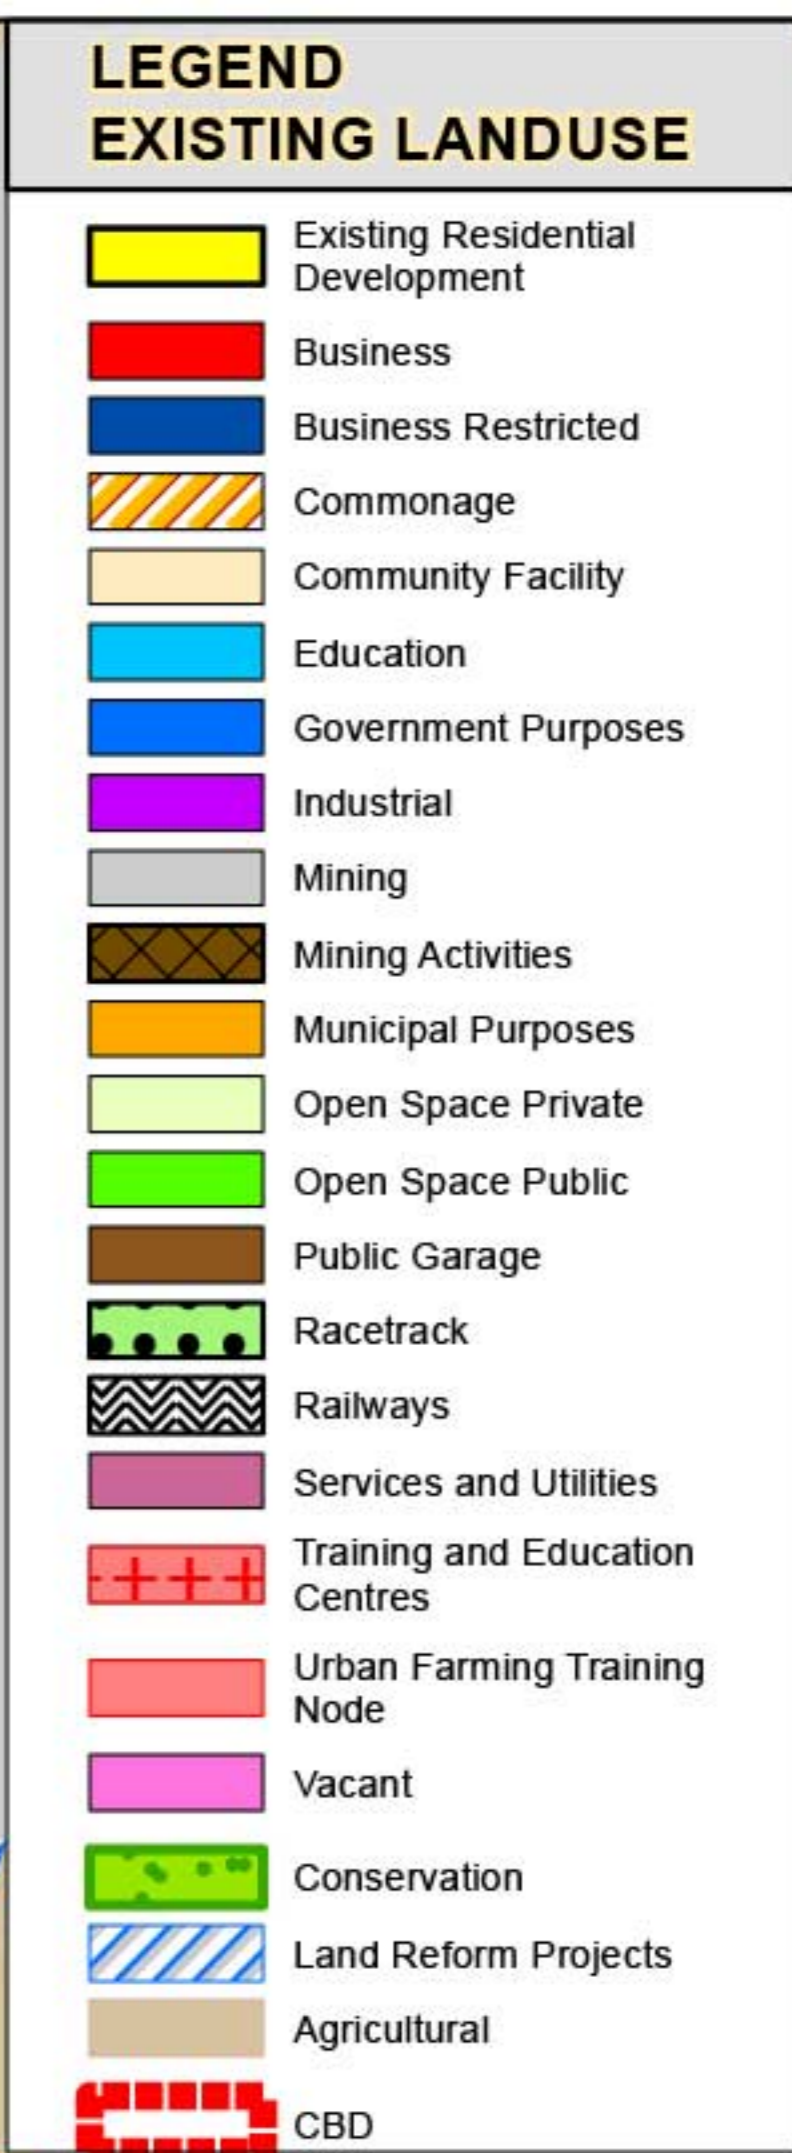 LEGEND
EXISTING LANDUSE
Existing Residential
Development
Business
Business Restricted
Commonage
Community Facility
Education
Government Purposes
Industrial
Mining
Mining Activities
Municipal Purposes
Open Space Private
Open Space Public
Public Garage
Racetrack
Railways
Services and Utilities
Training and Education
Centres
Urban Farming Training
Node
Vacant
Conservation
Land Reform Projects
Agricultural
CBD